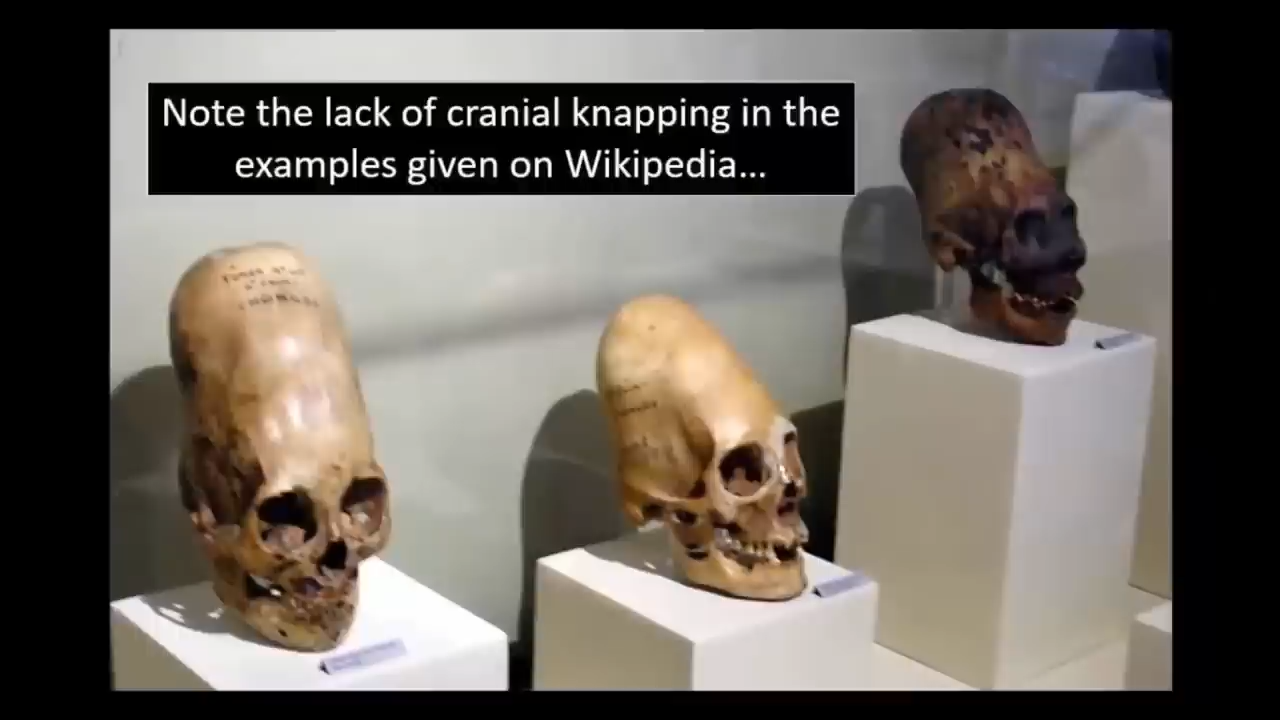 Note the lack of cranial knapping in the
examples given on Wikipedia...